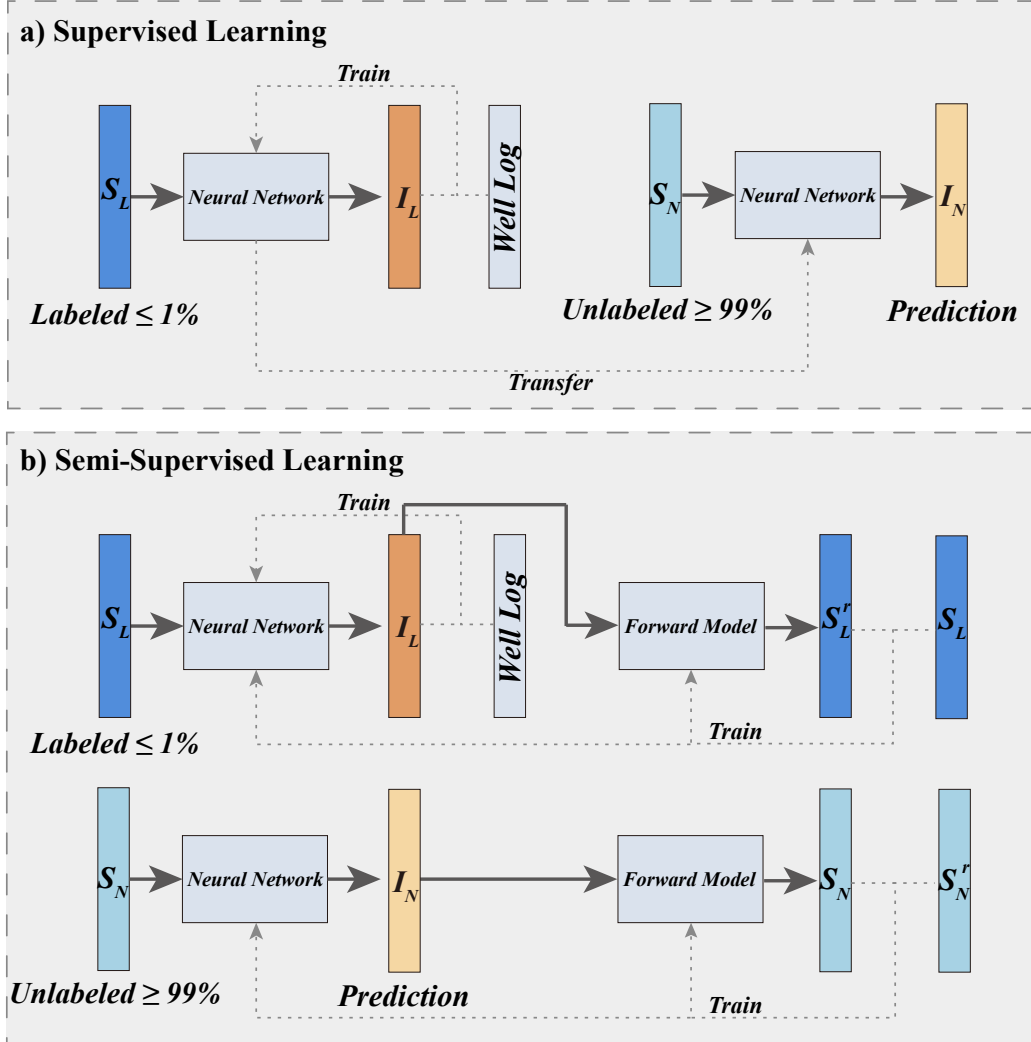 a) Supervised Learning
Train
S_L
Neural Network
I_L
Well Log
S_N
Neural Network
I_N
Labeled ≤ 1%
Unlabeled ≥ 99%
Prediction
Transfer
b) Semi-Supervised Learning
Train
S_L
Neural Network
I_L
Well Log
Forward Model
S_L^r
S_L
Train
Labeled ≤ 1%
S_N
Neural Network
I_N
Forward Model
S_N
S_N^r
Unlabeled ≥ 99%
Prediction
Train